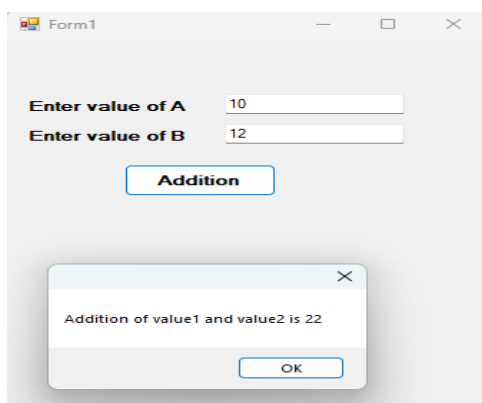 Form1
Enter value of A 10
Enter value of B 12
Addition
Addition of value1 and value2 is 22
OK